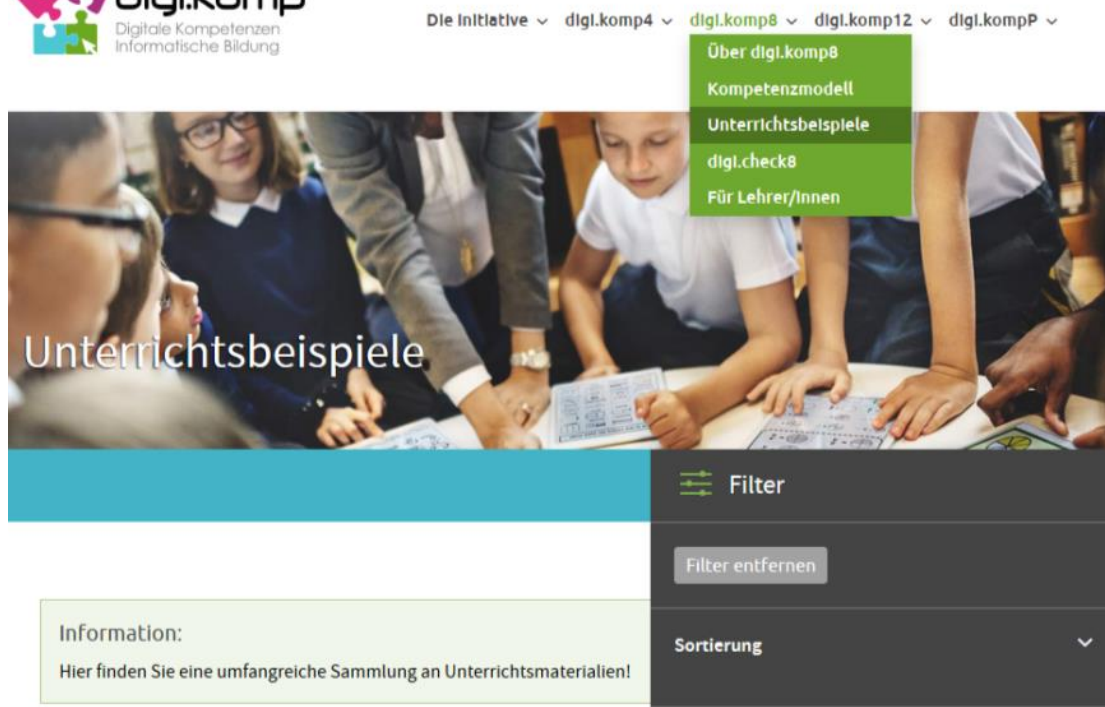 digi.komp
Digitale Kompetenzen
Informatische Bildung
Die Initiative
digi.komp4
digi.komp8
digi.komp12
digi.kompP
Über digi.komp8
Kompetenzmodell
Unterrichtsbeispiele
digi.check8
Für Lehrer/innen
Unterrichtsbeispiele
Filter
Filter entfernen
Sortierung
Information:
Hier finden Sie eine umfangreiche Sammlung an Unterrichtsmaterialien!